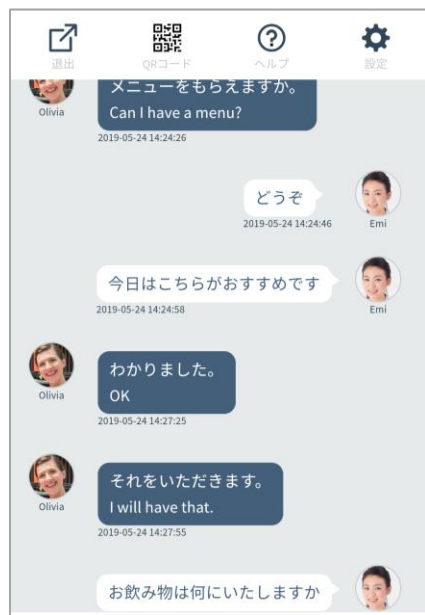 退出
QRコード
ヘルプ
設定
メニューをもらえますか。
Can I have a menu?
Olivia
2019-05-24 14:24:26
どうぞ
2019-05-24 14:24:46
Emi
今日はこちらがおすすめです
2019-05-24 14:24:58
Emi
わかりました。
OK
Olivia
2019-05-24 14:27:25
それをいただきます。
I will have that.
Olivia
2019-05-24 14:27:55
お飲み物は何にいたしますか